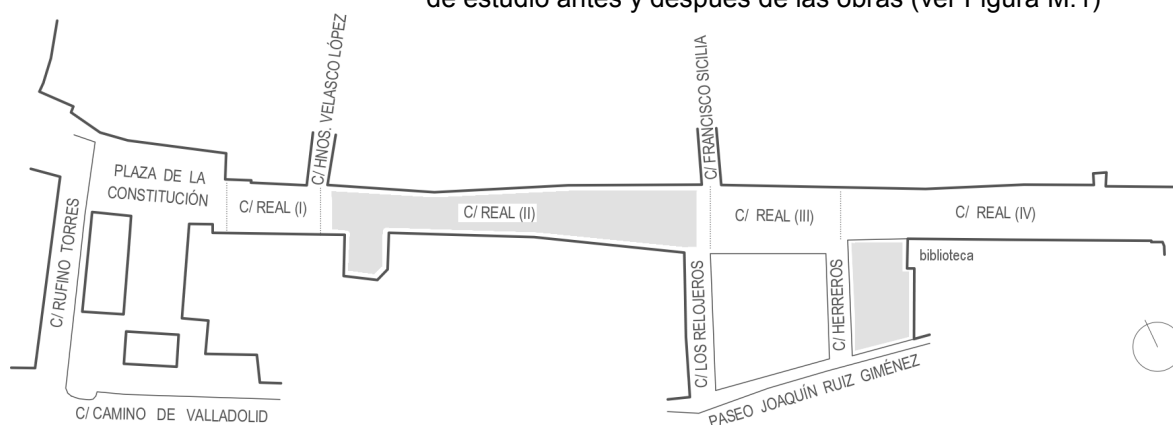 de estudio antes y después de las obras (ver Figura M.1)
C/ HNOS. VELASCO LÓPEZ
C/ FRANCISCO SICILIA
PLAZA DE LA
CONSTITUCIÓN
C/ REAL (I)
C/ REAL (II)
C/ REAL (III)
C/ REAL (IV)
C/ RUFINO TORRES
biblioteca
C/ LOS RELOJEROS
C/ HERREROS
PASEO JOAQUÍN RUIZ GIMÉNEZ
C/ CAMINO DE VALLADOLID